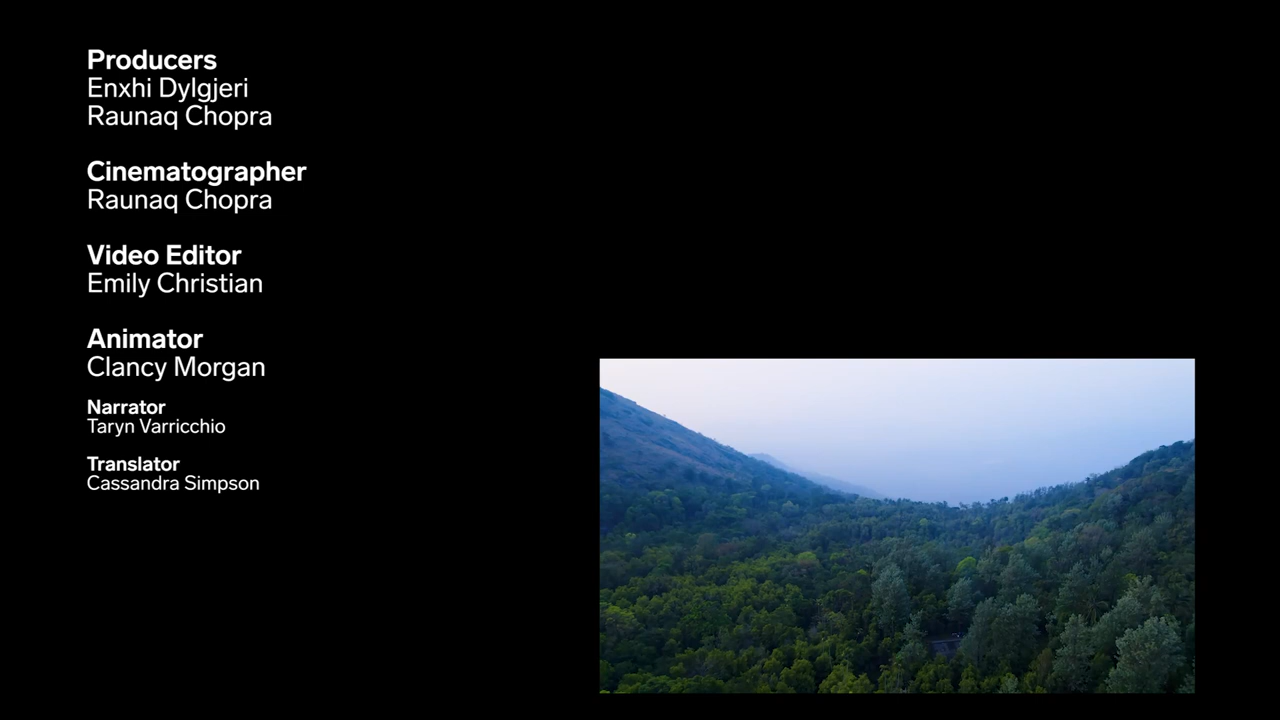 Producers
Enxhi Dylgjeri
Raunaq Chopra
Cinematographer
Raunaq Chopra
Video Editor
Emily Christian
Animator
Clancy Morgan
Narrator
Taryn Varricchio
Translator
Cassandra Simpson